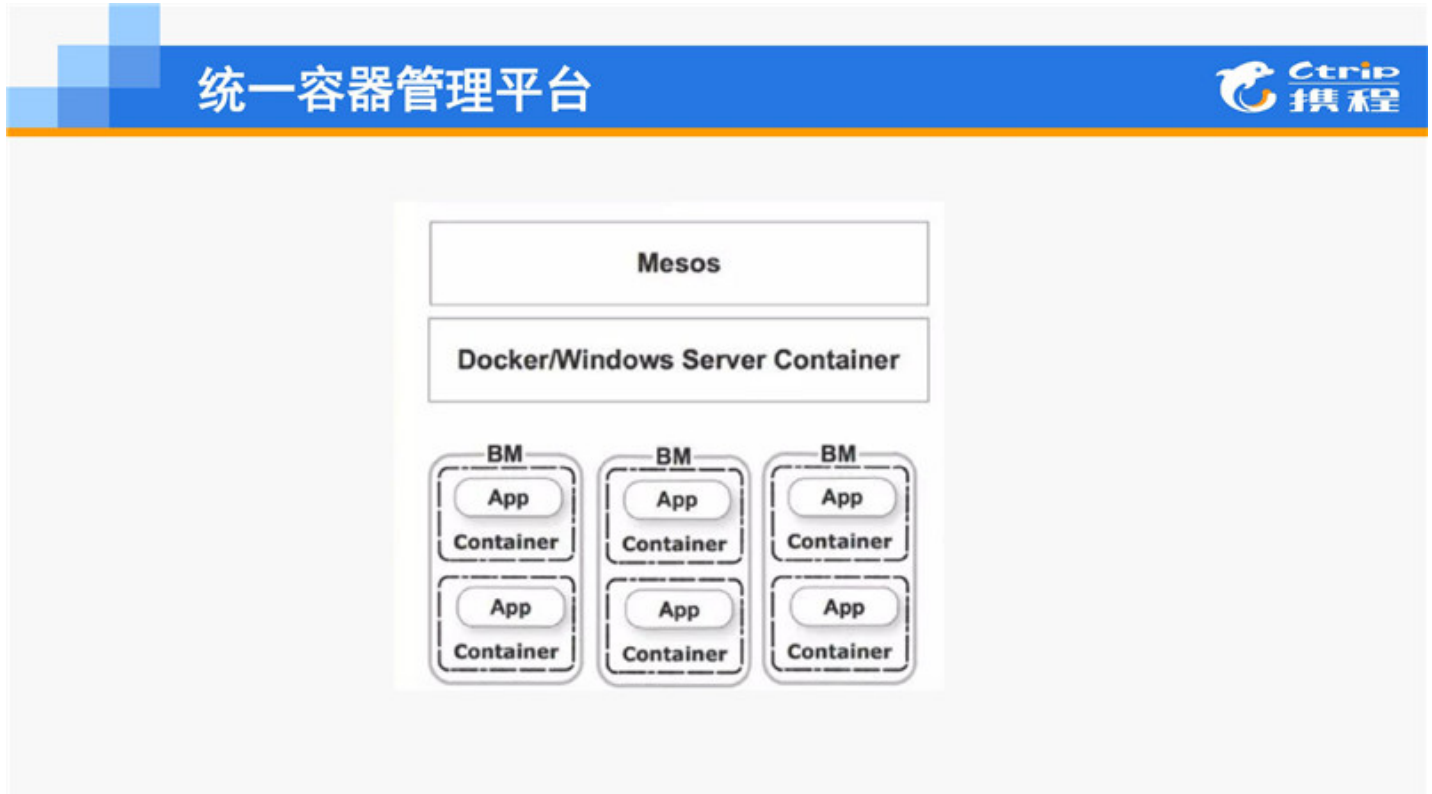 统一容器管理平台
Ctrip
携程
Mesos
Docker/Windows Server Container
BM BM BM
App App App
Container Container Container
App App App
Container Container Container